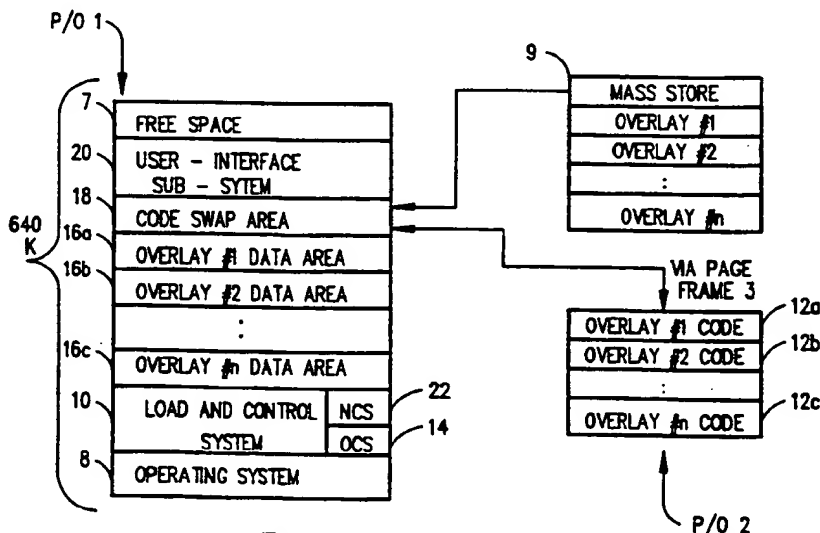 P/O 1
640
K
7
FREE SPACE
20
USER - INTERFACE
SUB - SYTEM
18
CODE SWAP AREA
16a
OVERLAY #1 DATA AREA
16b
OVERLAY #2 DATA AREA
:
16c
OVERLAY #n DATA AREA
10
LOAD AND CONTROL
SYSTEM
NCS
22
OCS
14
8
OPERATING SYSTEM
9
MASS STORE
OVERLAY #1
OVERLAY #2
:
OVERLAY #n
VIA PAGE
FRAME 3
OVERLAY #1 CODE
12a
OVERLAY #2 CODE
12b
:
OVERLAY #n CODE
12c
P/O 2